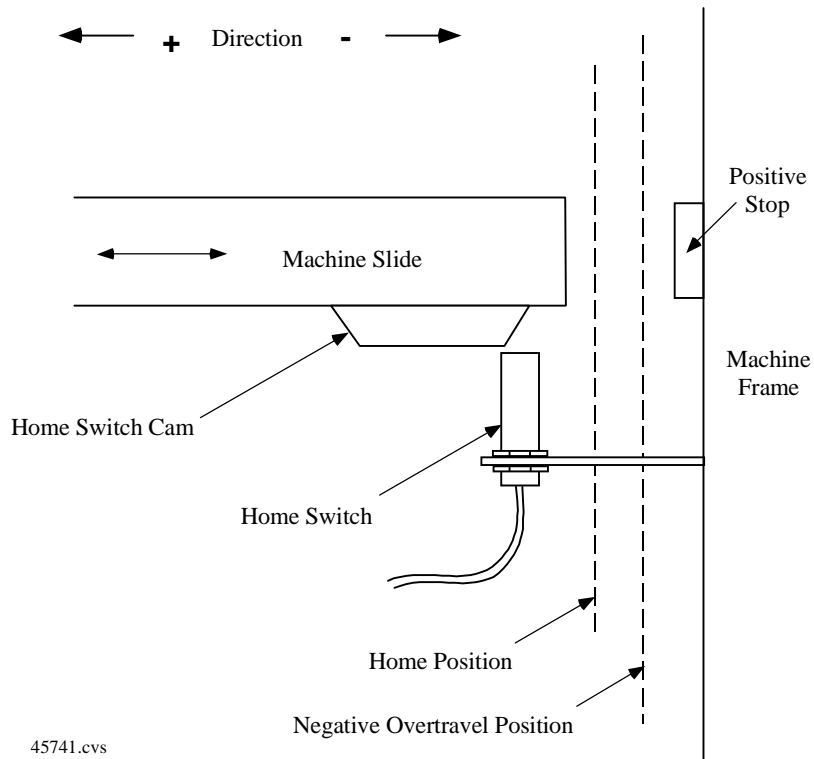 + Direction -
Positive
Stop
Machine Slide
Machine
Frame
Home Switch Cam
Home Switch
Home Position
Negative Overtravel Position
45741.cvs